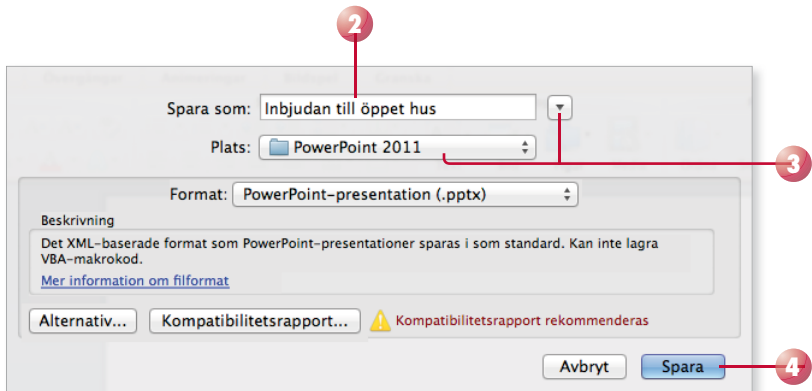 2
Spara som: Inbjudan till öppet hus
Plats: PowerPoint 2011
3
Format: PowerPoint-presentation (.pptx)
Beskrivning
Det XML-baserade format som PowerPoint-presentationer sparas i som standard. Kan inte lagra
VBA-makrokod.
Mer information om filformat
Alternativ... Kompatibilitetsrapport... Kompatibilitetsrapport rekommenderas
Avbryt Spara
4